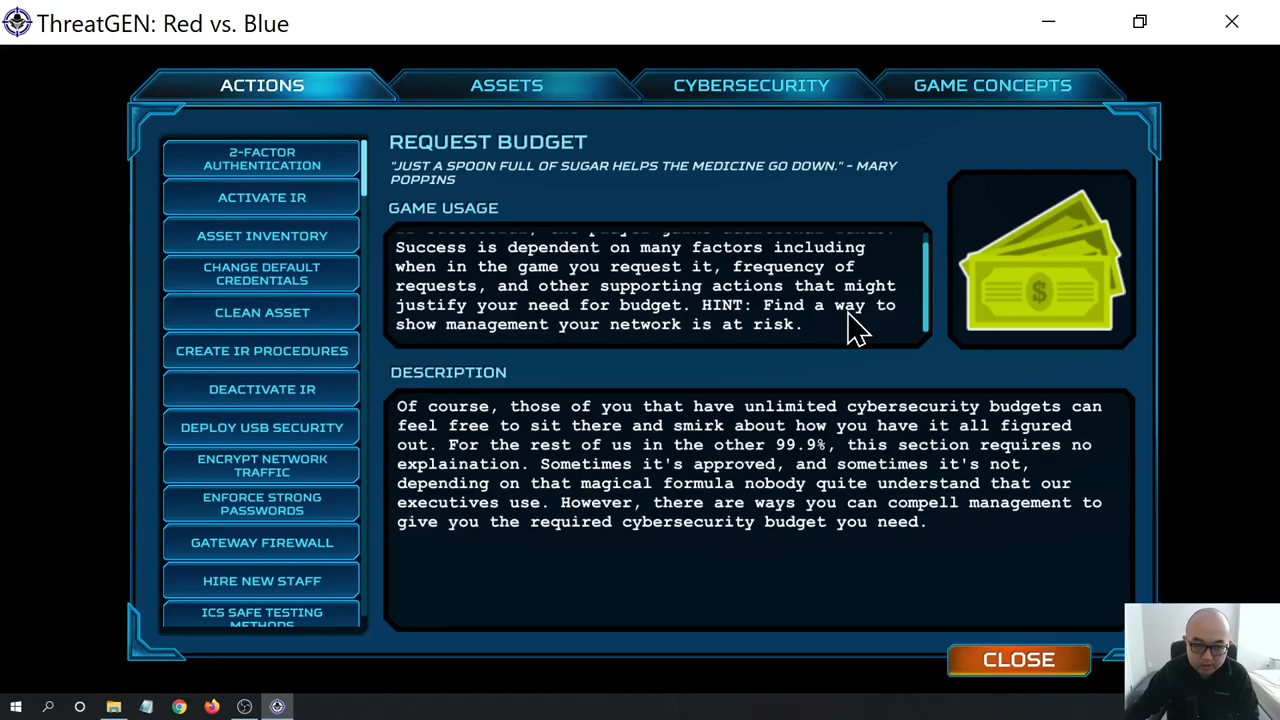 ThreatGEN: Red vs. Blue
ACTIONS
ASSETS
CYBERSECURITY
GAME CONCEPTS
2-FACTOR
AUTHENTICATION
ACTIVATE IR
ASSET INVENTORY
CHANGE DEFAULT
CREDENTIALS
CLEAN ASSET
CREATE IR PROCEDURES
DEACTIVATE IR
DEPLOY USB SECURITY
ENCRYPT NETWORK
TRAFFIC
ENFORCE STRONG
PASSWORDS
GATEWAY FIREWALL
HIRE NEW STAFF
ICS SAFE TESTING
METHODS
REQUEST BUDGET
"JUST A SPOON FULL OF SUGAR HELPS THE MEDICINE GO DOWN." - MARY
POPPINS
GAME USAGE
If successful, the player gains additional funds.
Success is dependent on many factors including
when in the game you request it, frequency of
requests, and other supporting actions that might
justify your need for budget. HINT: Find a way to
show management your network is at risk.
DESCRIPTION
Of course, those of you that have unlimited cybersecurity budgets can
feel free to sit there and smirk about how you have it all figured
out. For the rest of us in the other 99.9%, this section requires no
explaination. Sometimes it's approved, and sometimes it's not,
depending on that magical formula nobody quite understand that our
executives use. However, there are ways you can compell management to
give you the required cybersecurity budget you need.
CLOSE